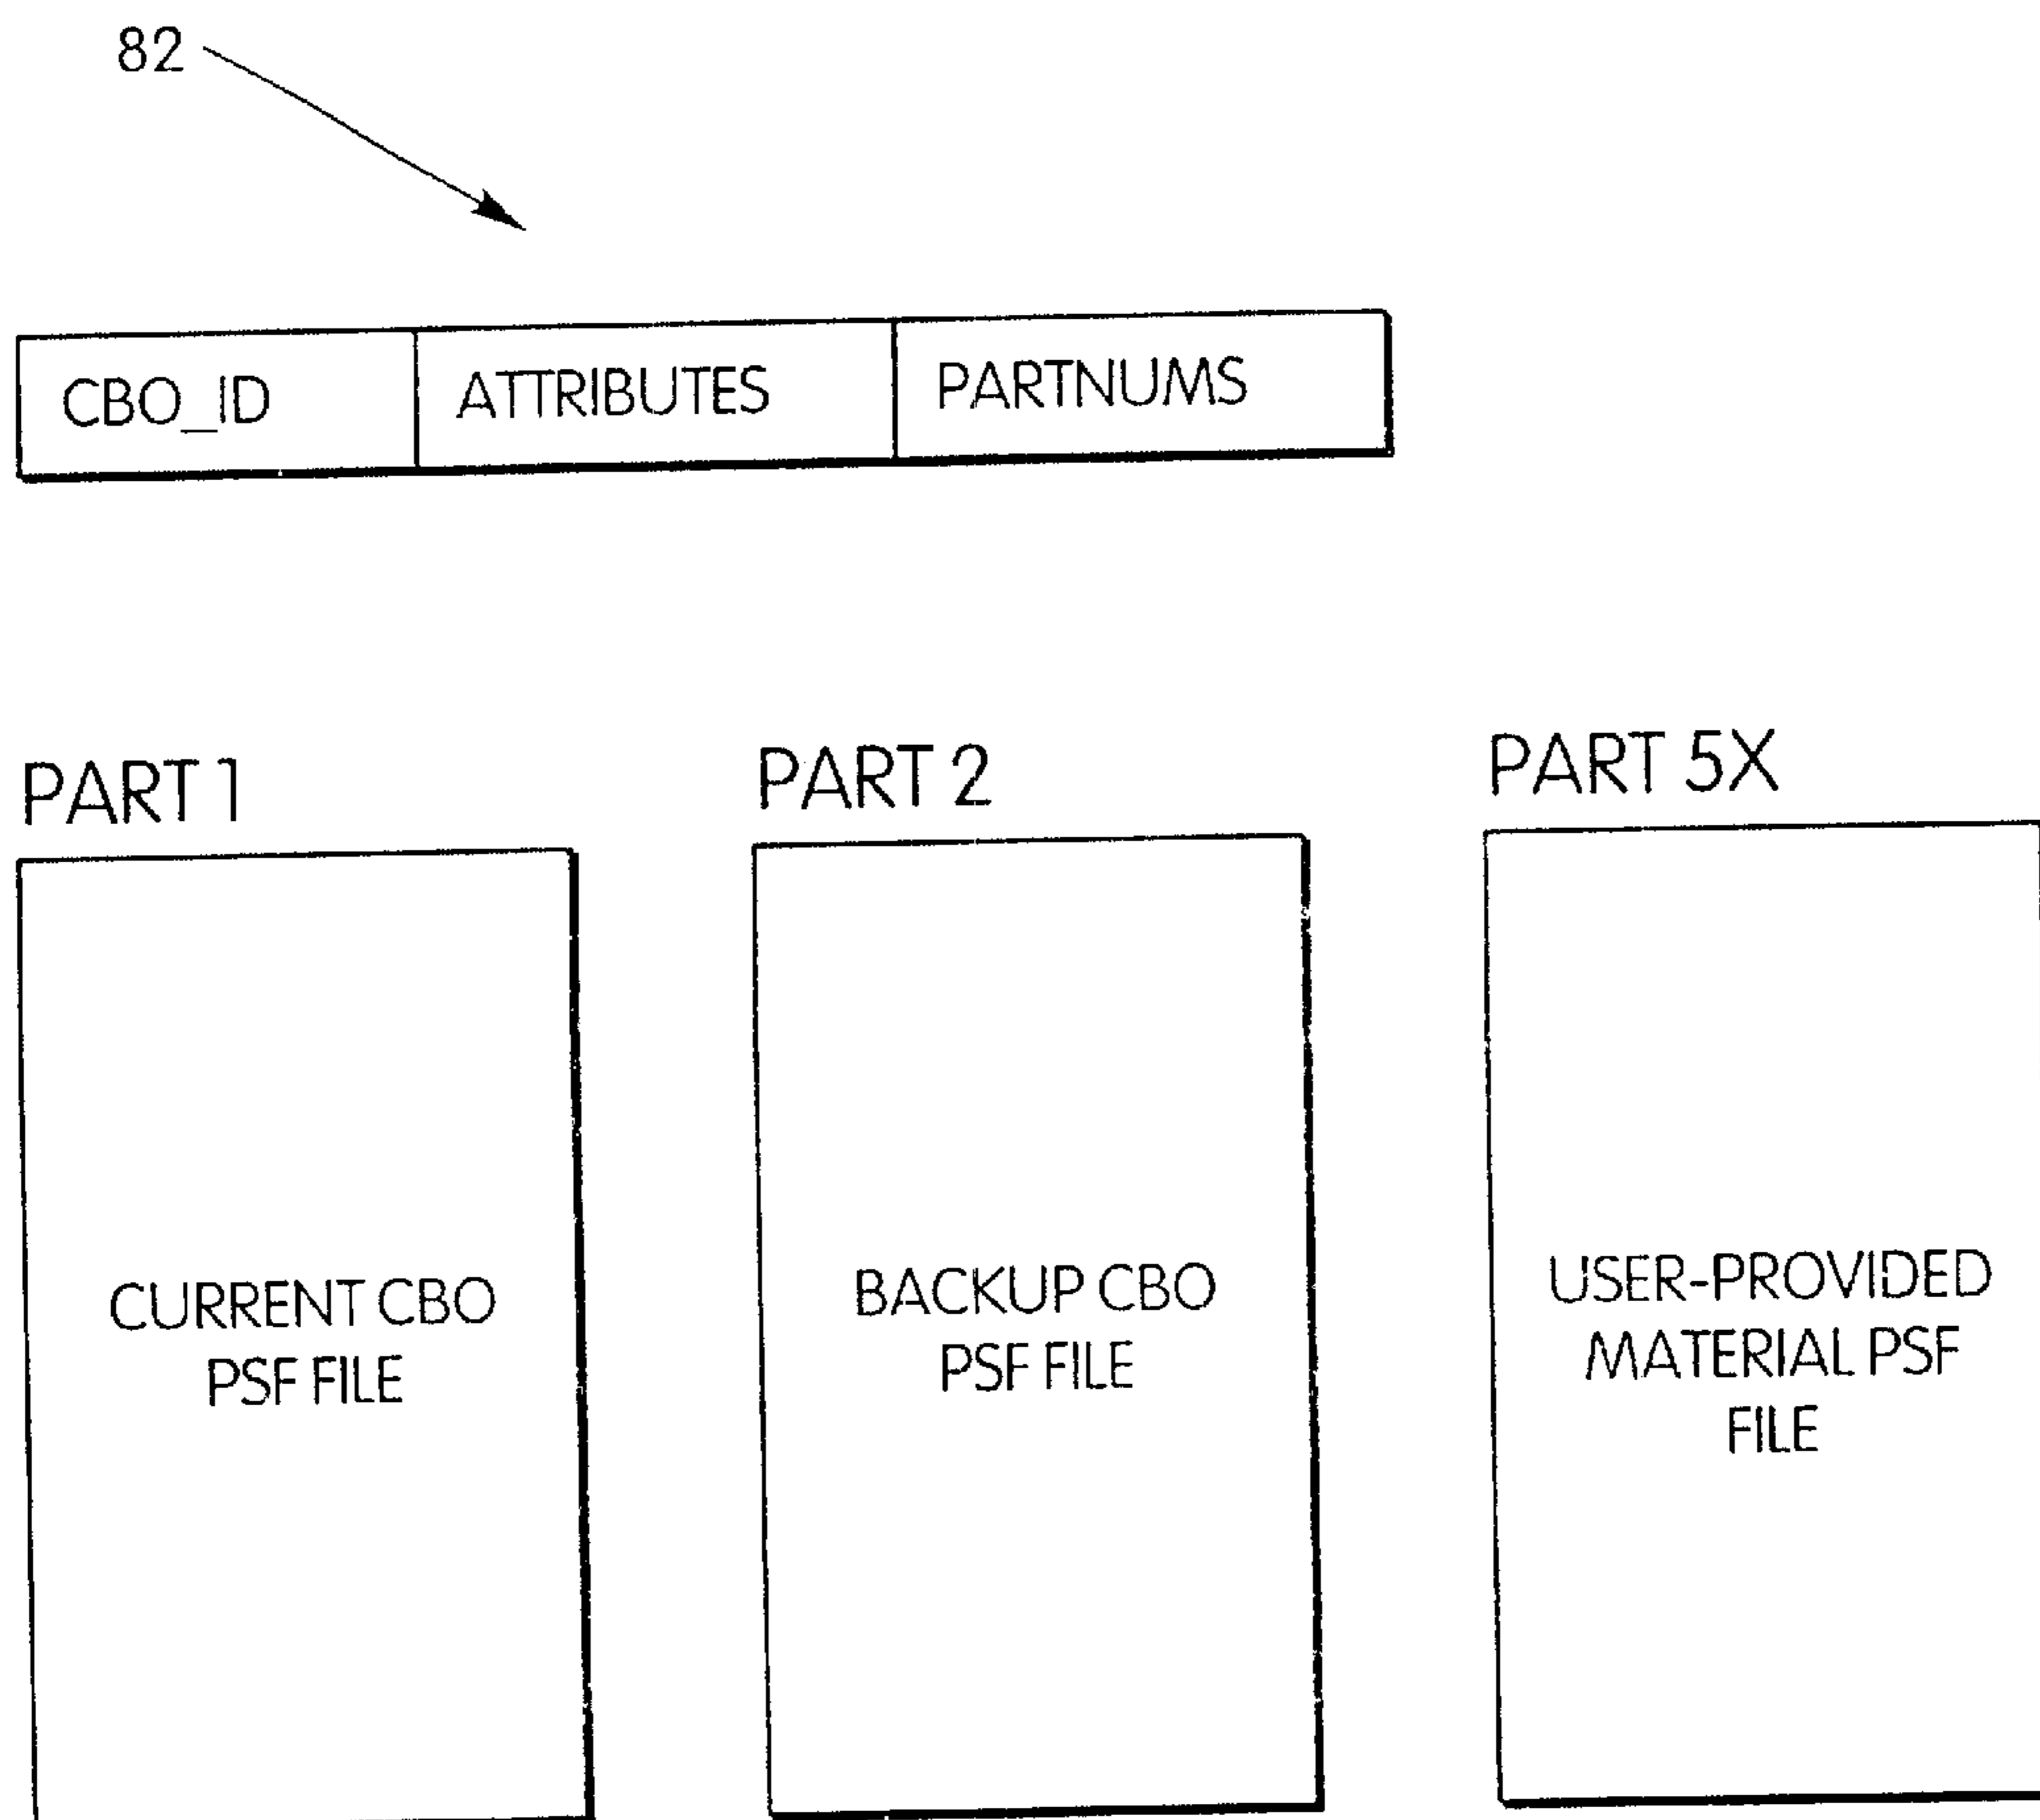 82
CBO_ID ATTRIBUTES PARTNUMS
PART 1 PART 2 PART 5X
CURRENT CBO
PSF FILE
BACKUP CBO
PSF FILE
USER-PROVIDED
MATERIAL PSF
FILE